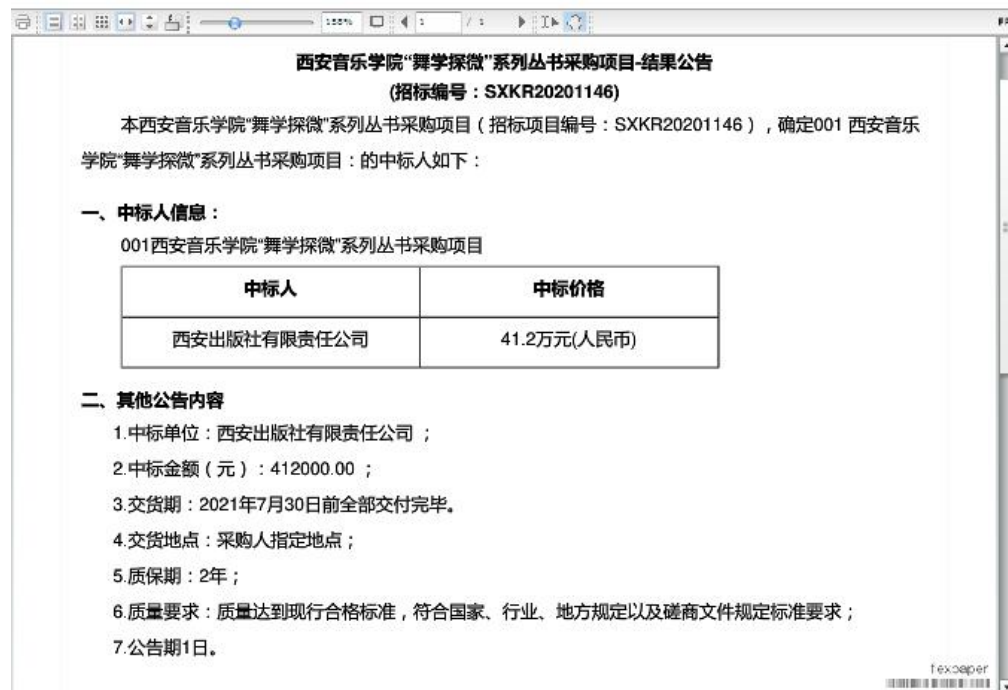 西安音乐学院“舞学探微”系列丛书采购项目-结果公告
(招标编号：SXKR20201146)
本西安音乐学院“舞学探微”系列丛书采购项目（招标项目编号：SXKR20201146），确定001 西安音乐
学院“舞学探微”系列丛书采购项目：的中标人如下：
一、中标人信息：
001西安音乐学院“舞学探微”系列丛书采购项目
中标人 中标价格
西安出版社有限责任公司 41.2万元(人民币)
二、其他公告内容
1.中标单位：西安出版社有限责任公司 ；
2.中标金额（元）：412000.00 ；
3.交货期：2021年7月30日前全部交付完毕。
4.交货地点：采购人指定地点；
5.质保期：2年；
6.质量要求：质量达到现行合格标准，符合国家、行业、地方规定以及磋商文件规定标准要求；
7.公告期1日。